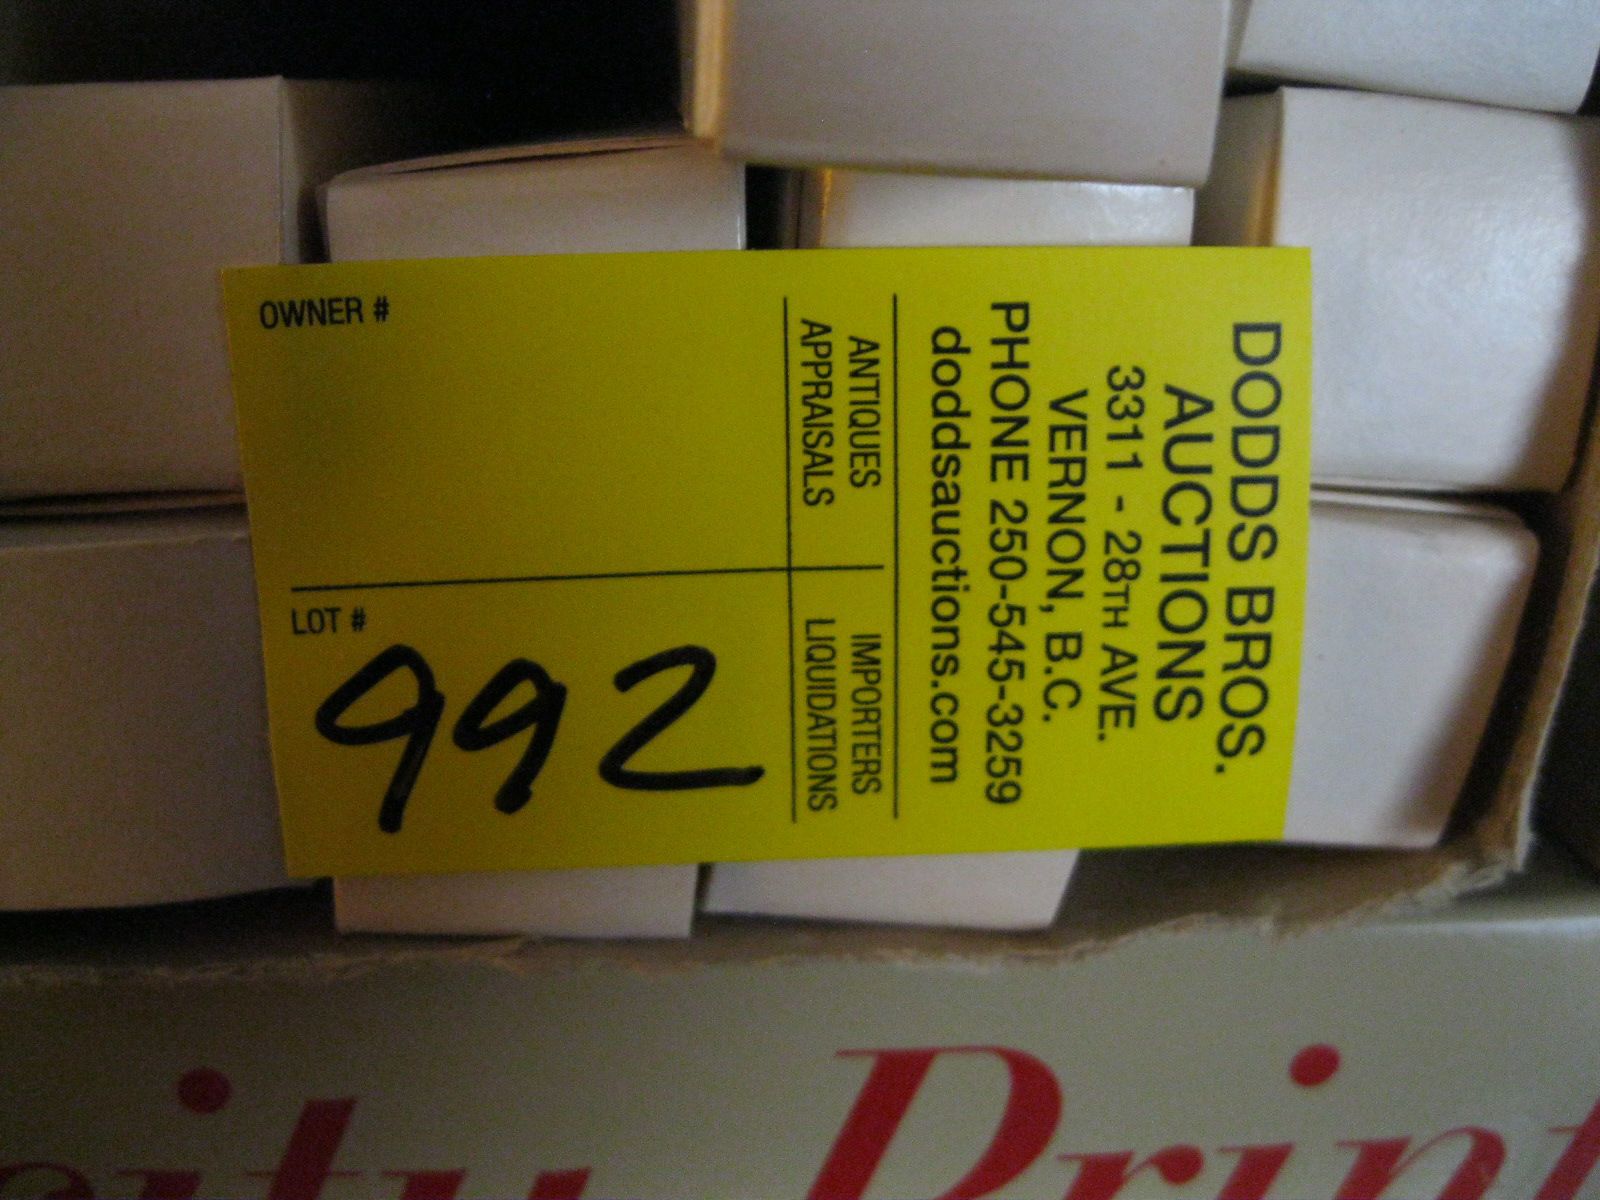 DODDS BROS.
AUCTIONS
3311 - 28TH AVE.
VERNON, B.C.
PHONE 250-545-3259
doddsauctions.com
ANTIQUES IMPORTERS
APPRAISALS LIQUIDATIONS
OWNER #
LOT #
992